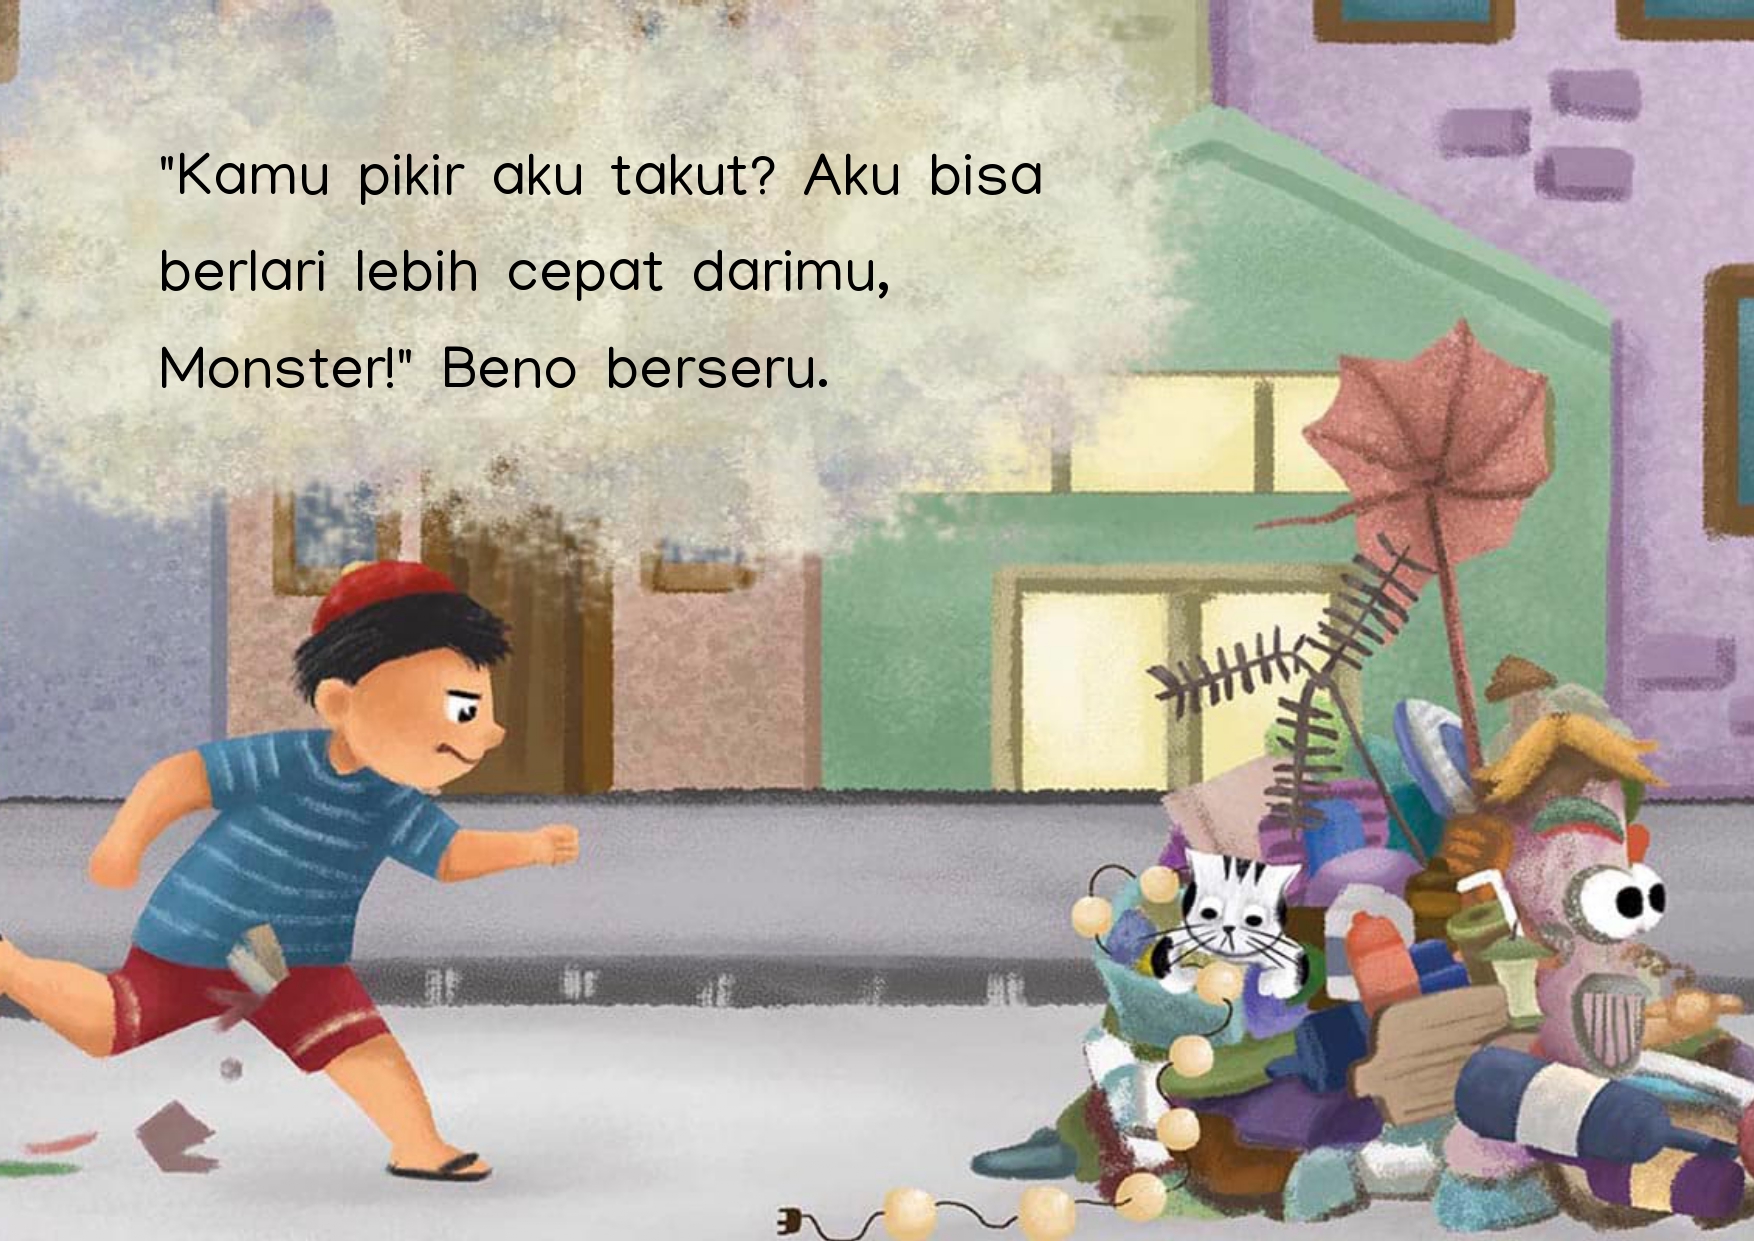 "Kamu pikir aku takut? Aku bisa
berlari lebih cepat darimu,
Monster!" Beno berseru.